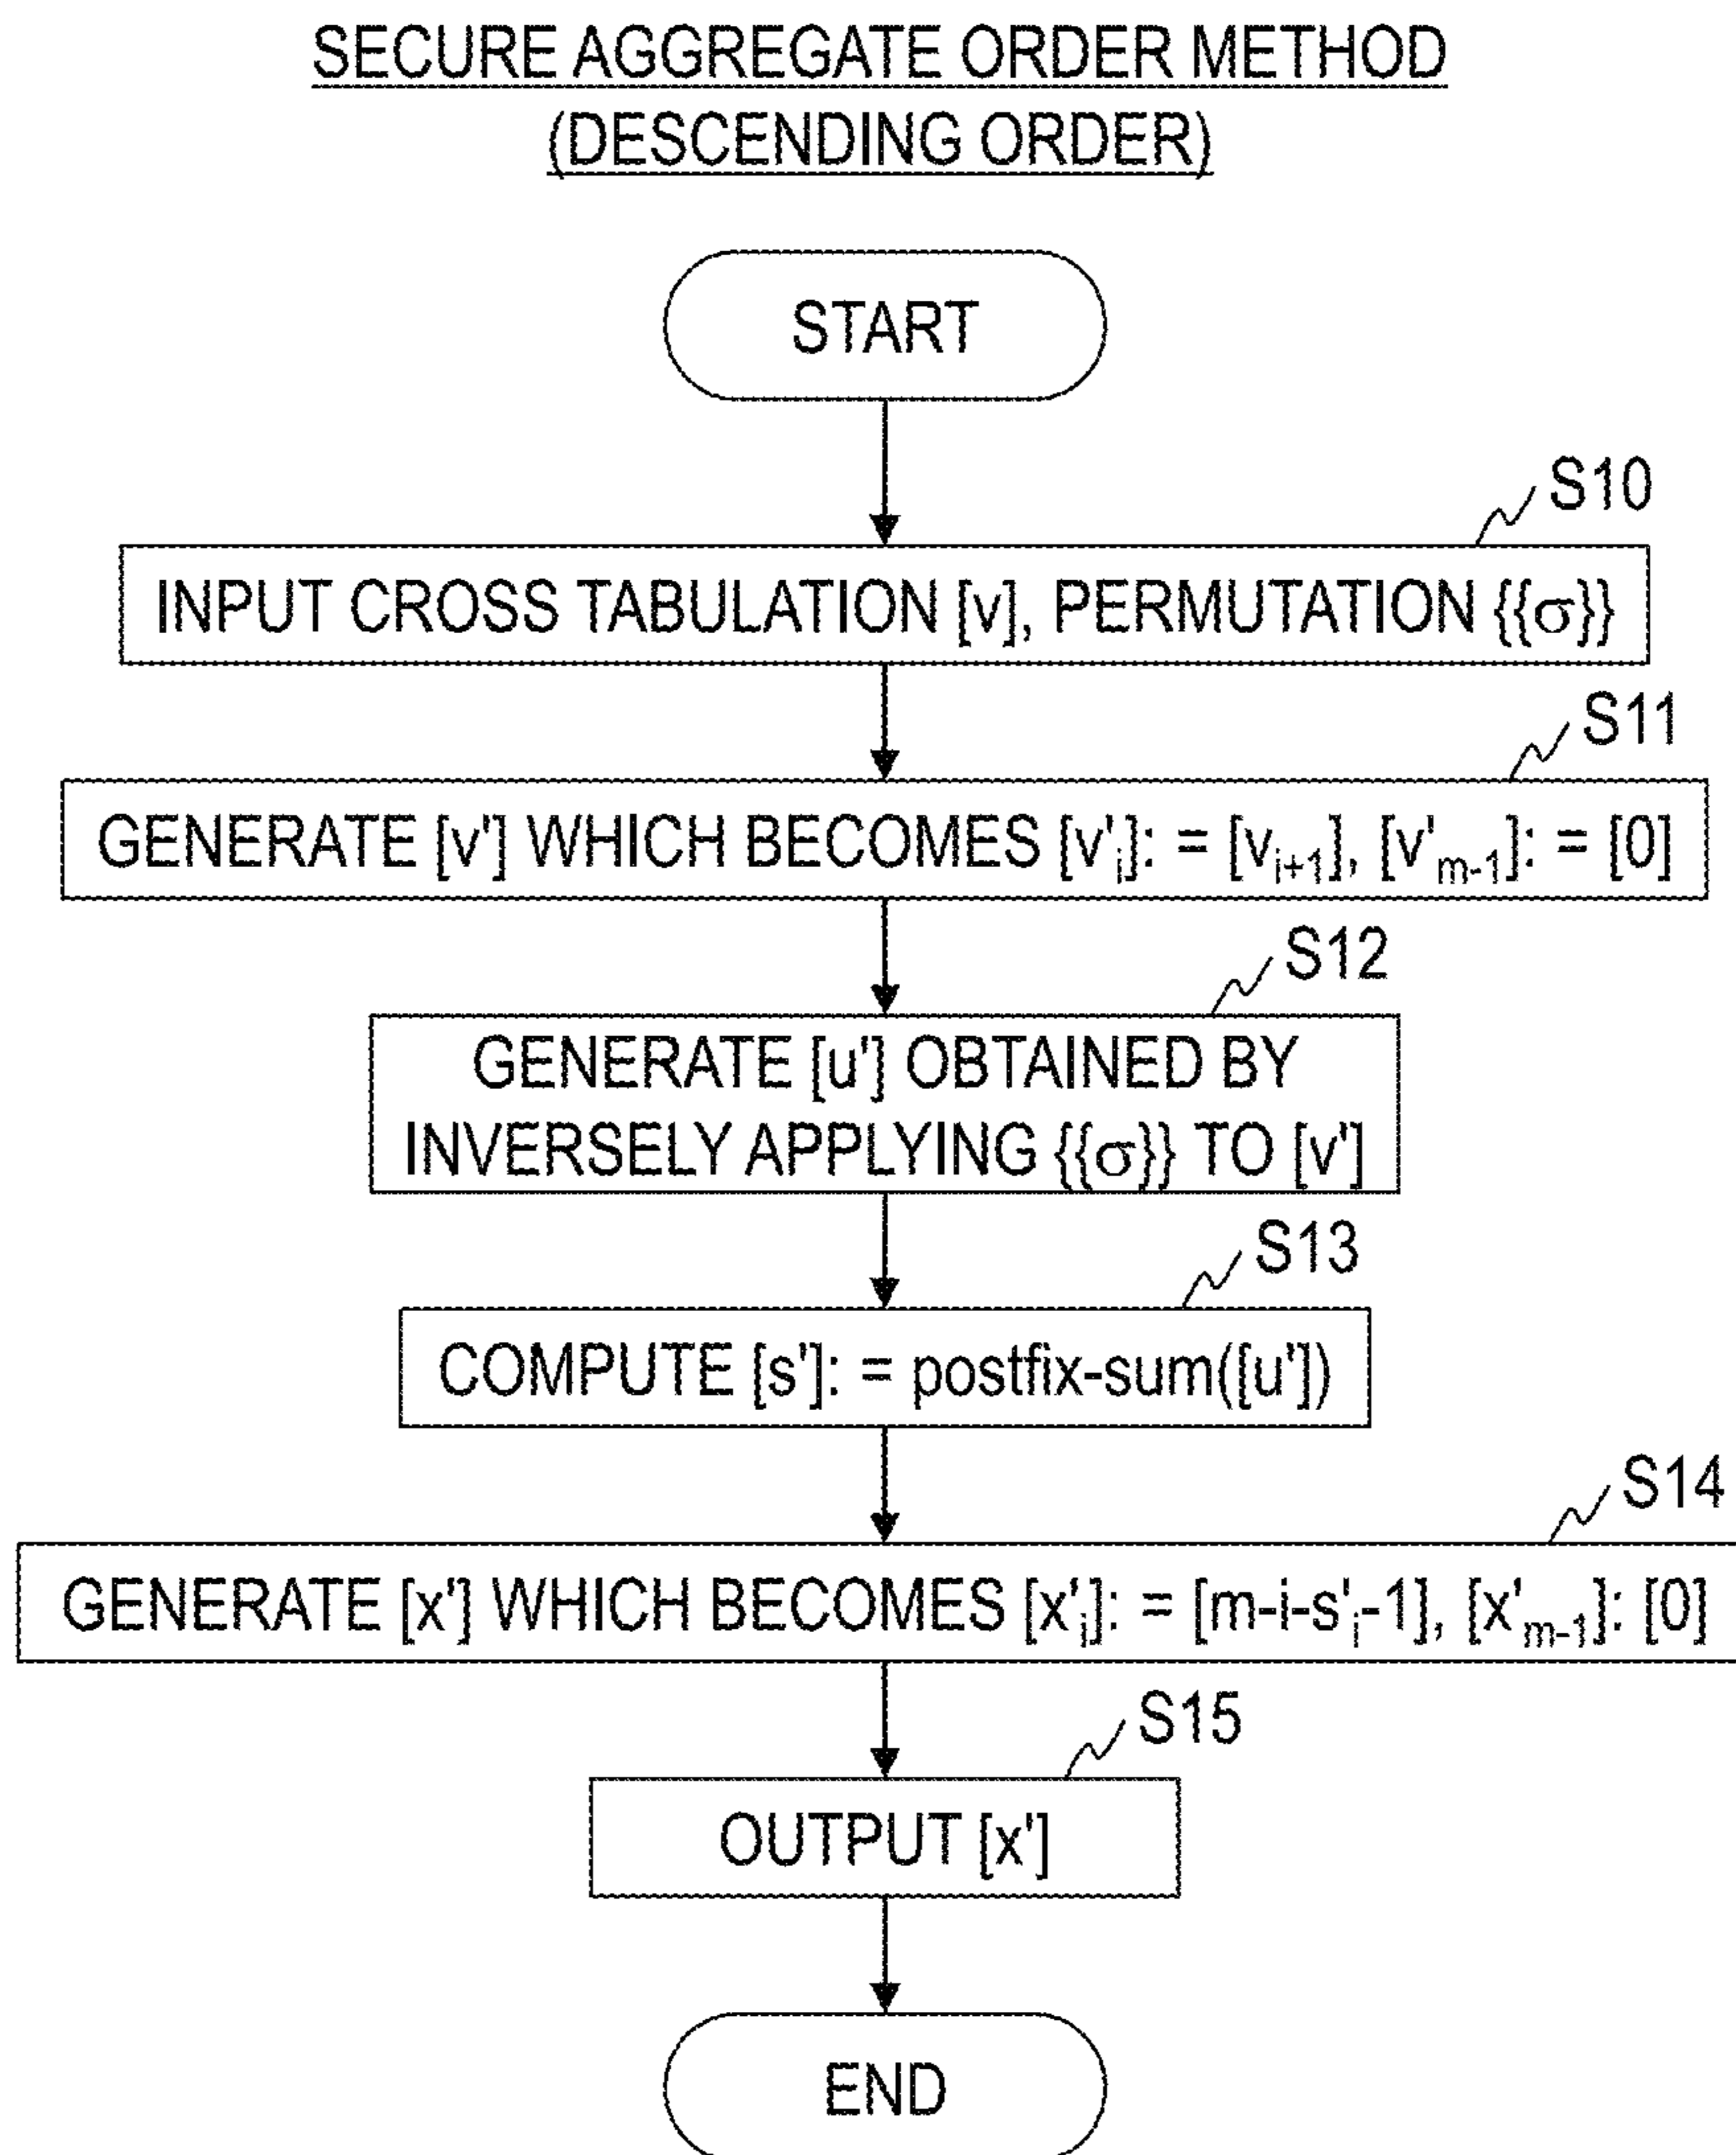 SECURE AGGREGATE ORDER METHOD
(DESCENDING ORDER)
START
S10
INPUT CROSS TABULATION [v], PERMUTATION {{σ}}
S11
GENERATE [v'] WHICH BECOMES [v'ᵢ]: = [vᵢ₊₁], [v'ₘ₋₁]: = [0]
S12
GENERATE [u'] OBTAINED BY
INVERSELY APPLYING {{σ}} TO [v']
S13
COMPUTE [s']: = postfix-sum([u'])
S14
GENERATE [x'] WHICH BECOMES [x'ᵢ]: = [m-i-s'ᵢ-1], [x'ₘ₋₁]: [0]
S15
OUTPUT [x']
END